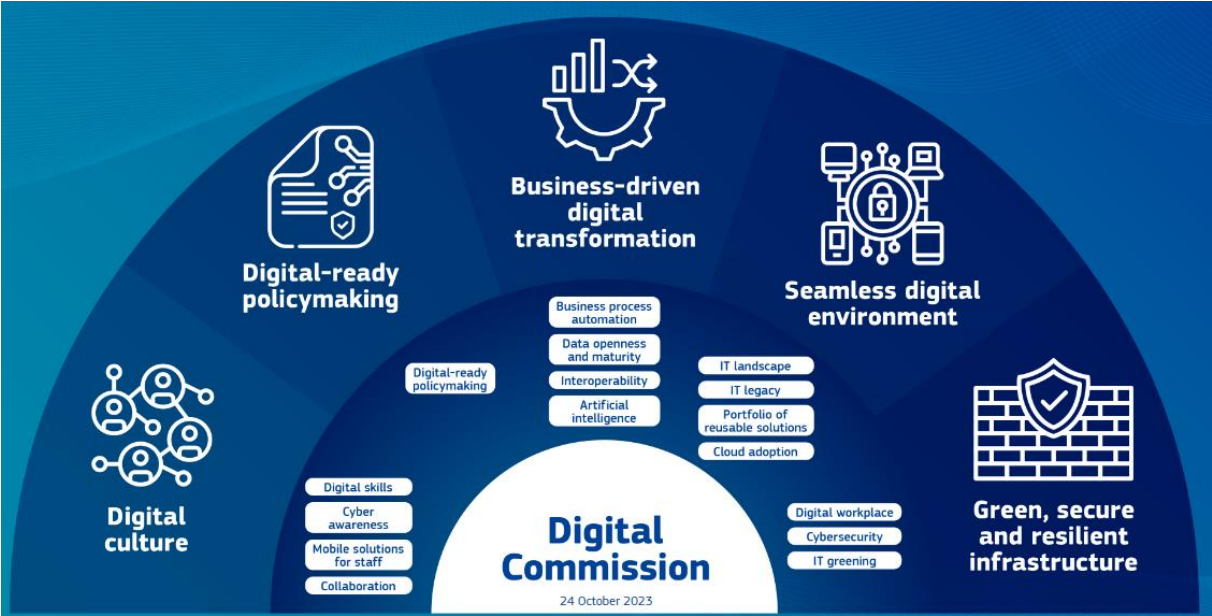 Business-driven
digital
transformation
Digital-ready
policymaking
Seamless digital
environment
Digital
culture
Green, secure
and resilient
infrastructure
Digital skills
Cyber
awareness
Mobile solutions
for staff
Collaboration
Digital-ready
policymaking
Business process
automation
Data openness
and maturity
Interoperability
Artificial
intelligence
IT landscape
IT legacy
Portfolio of
reusable solutions
Cloud adoption
Digital workplace
Cybersecurity
IT greening
Digital
Commission
24 October 2023